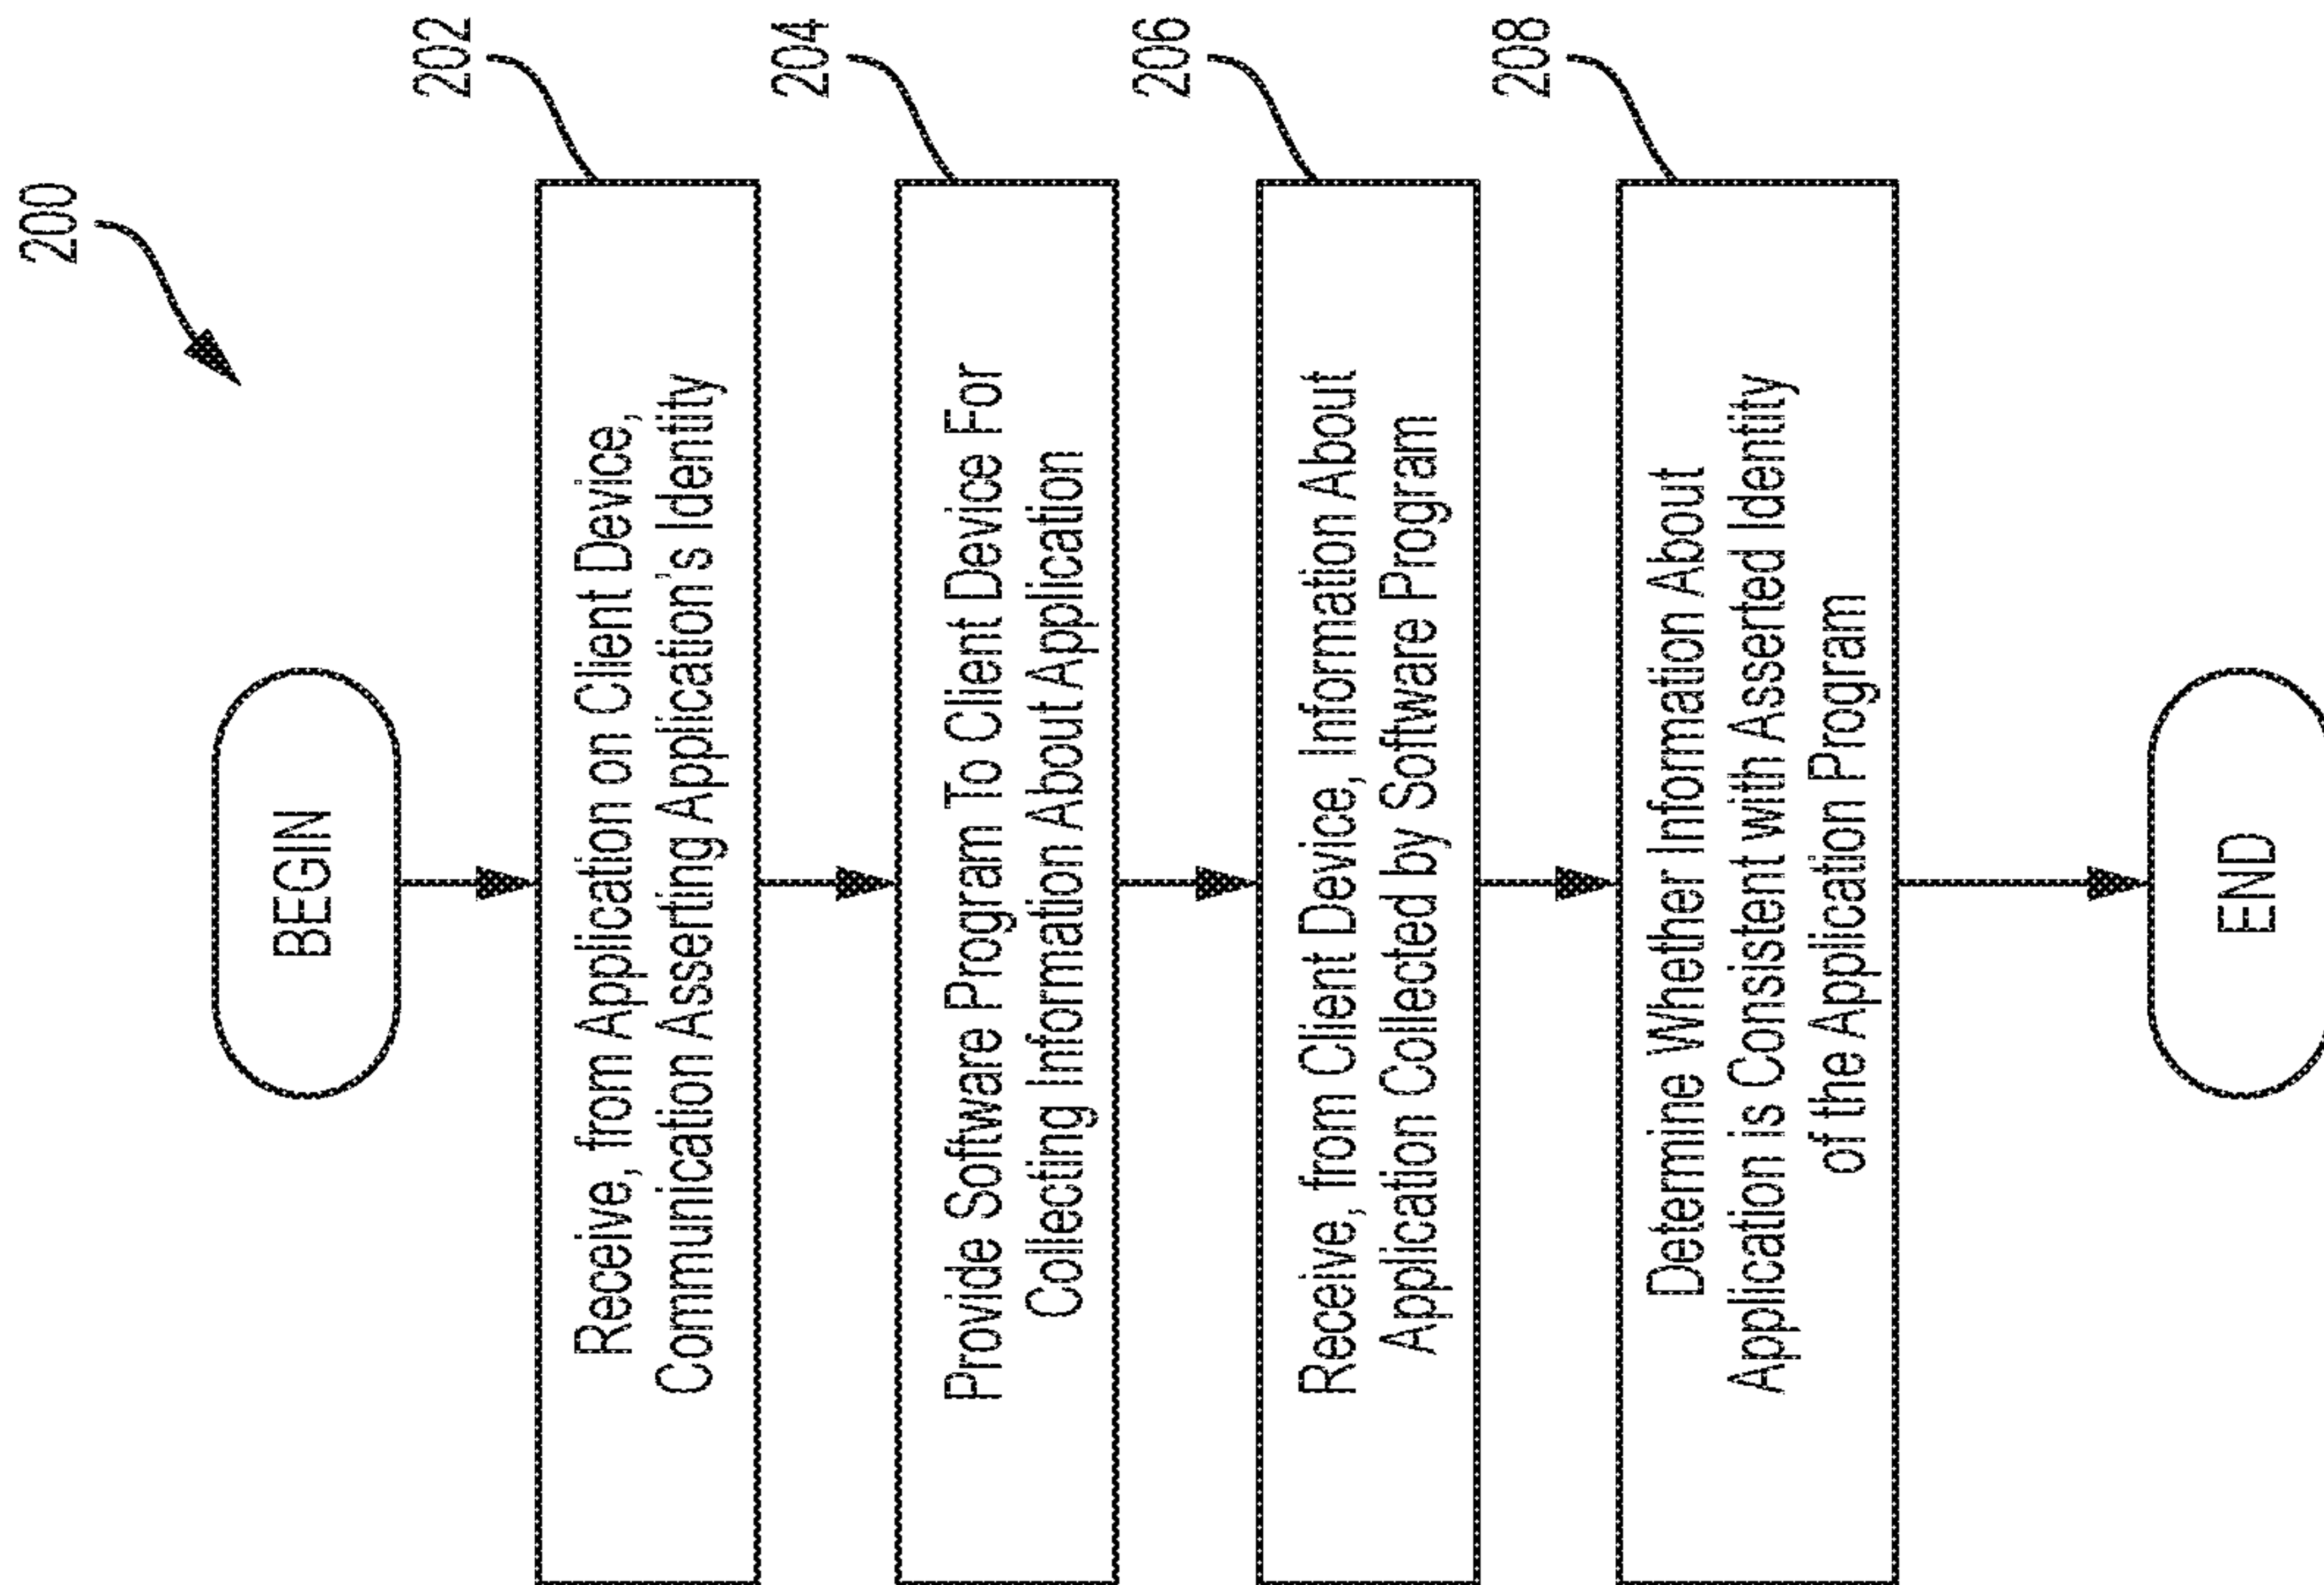 200
BEGIN
202
Receive, from Application on Client Device,
Communication Asserting Application's Identity
204
Provide Software Program To Client Device For
Collecting Information About Application
206
Receive, from Client Device, Information About
Application Collected by Software Program
208
Determine Whether Information About
Application is Consistent with Asserted Identity
of the Application Program
END